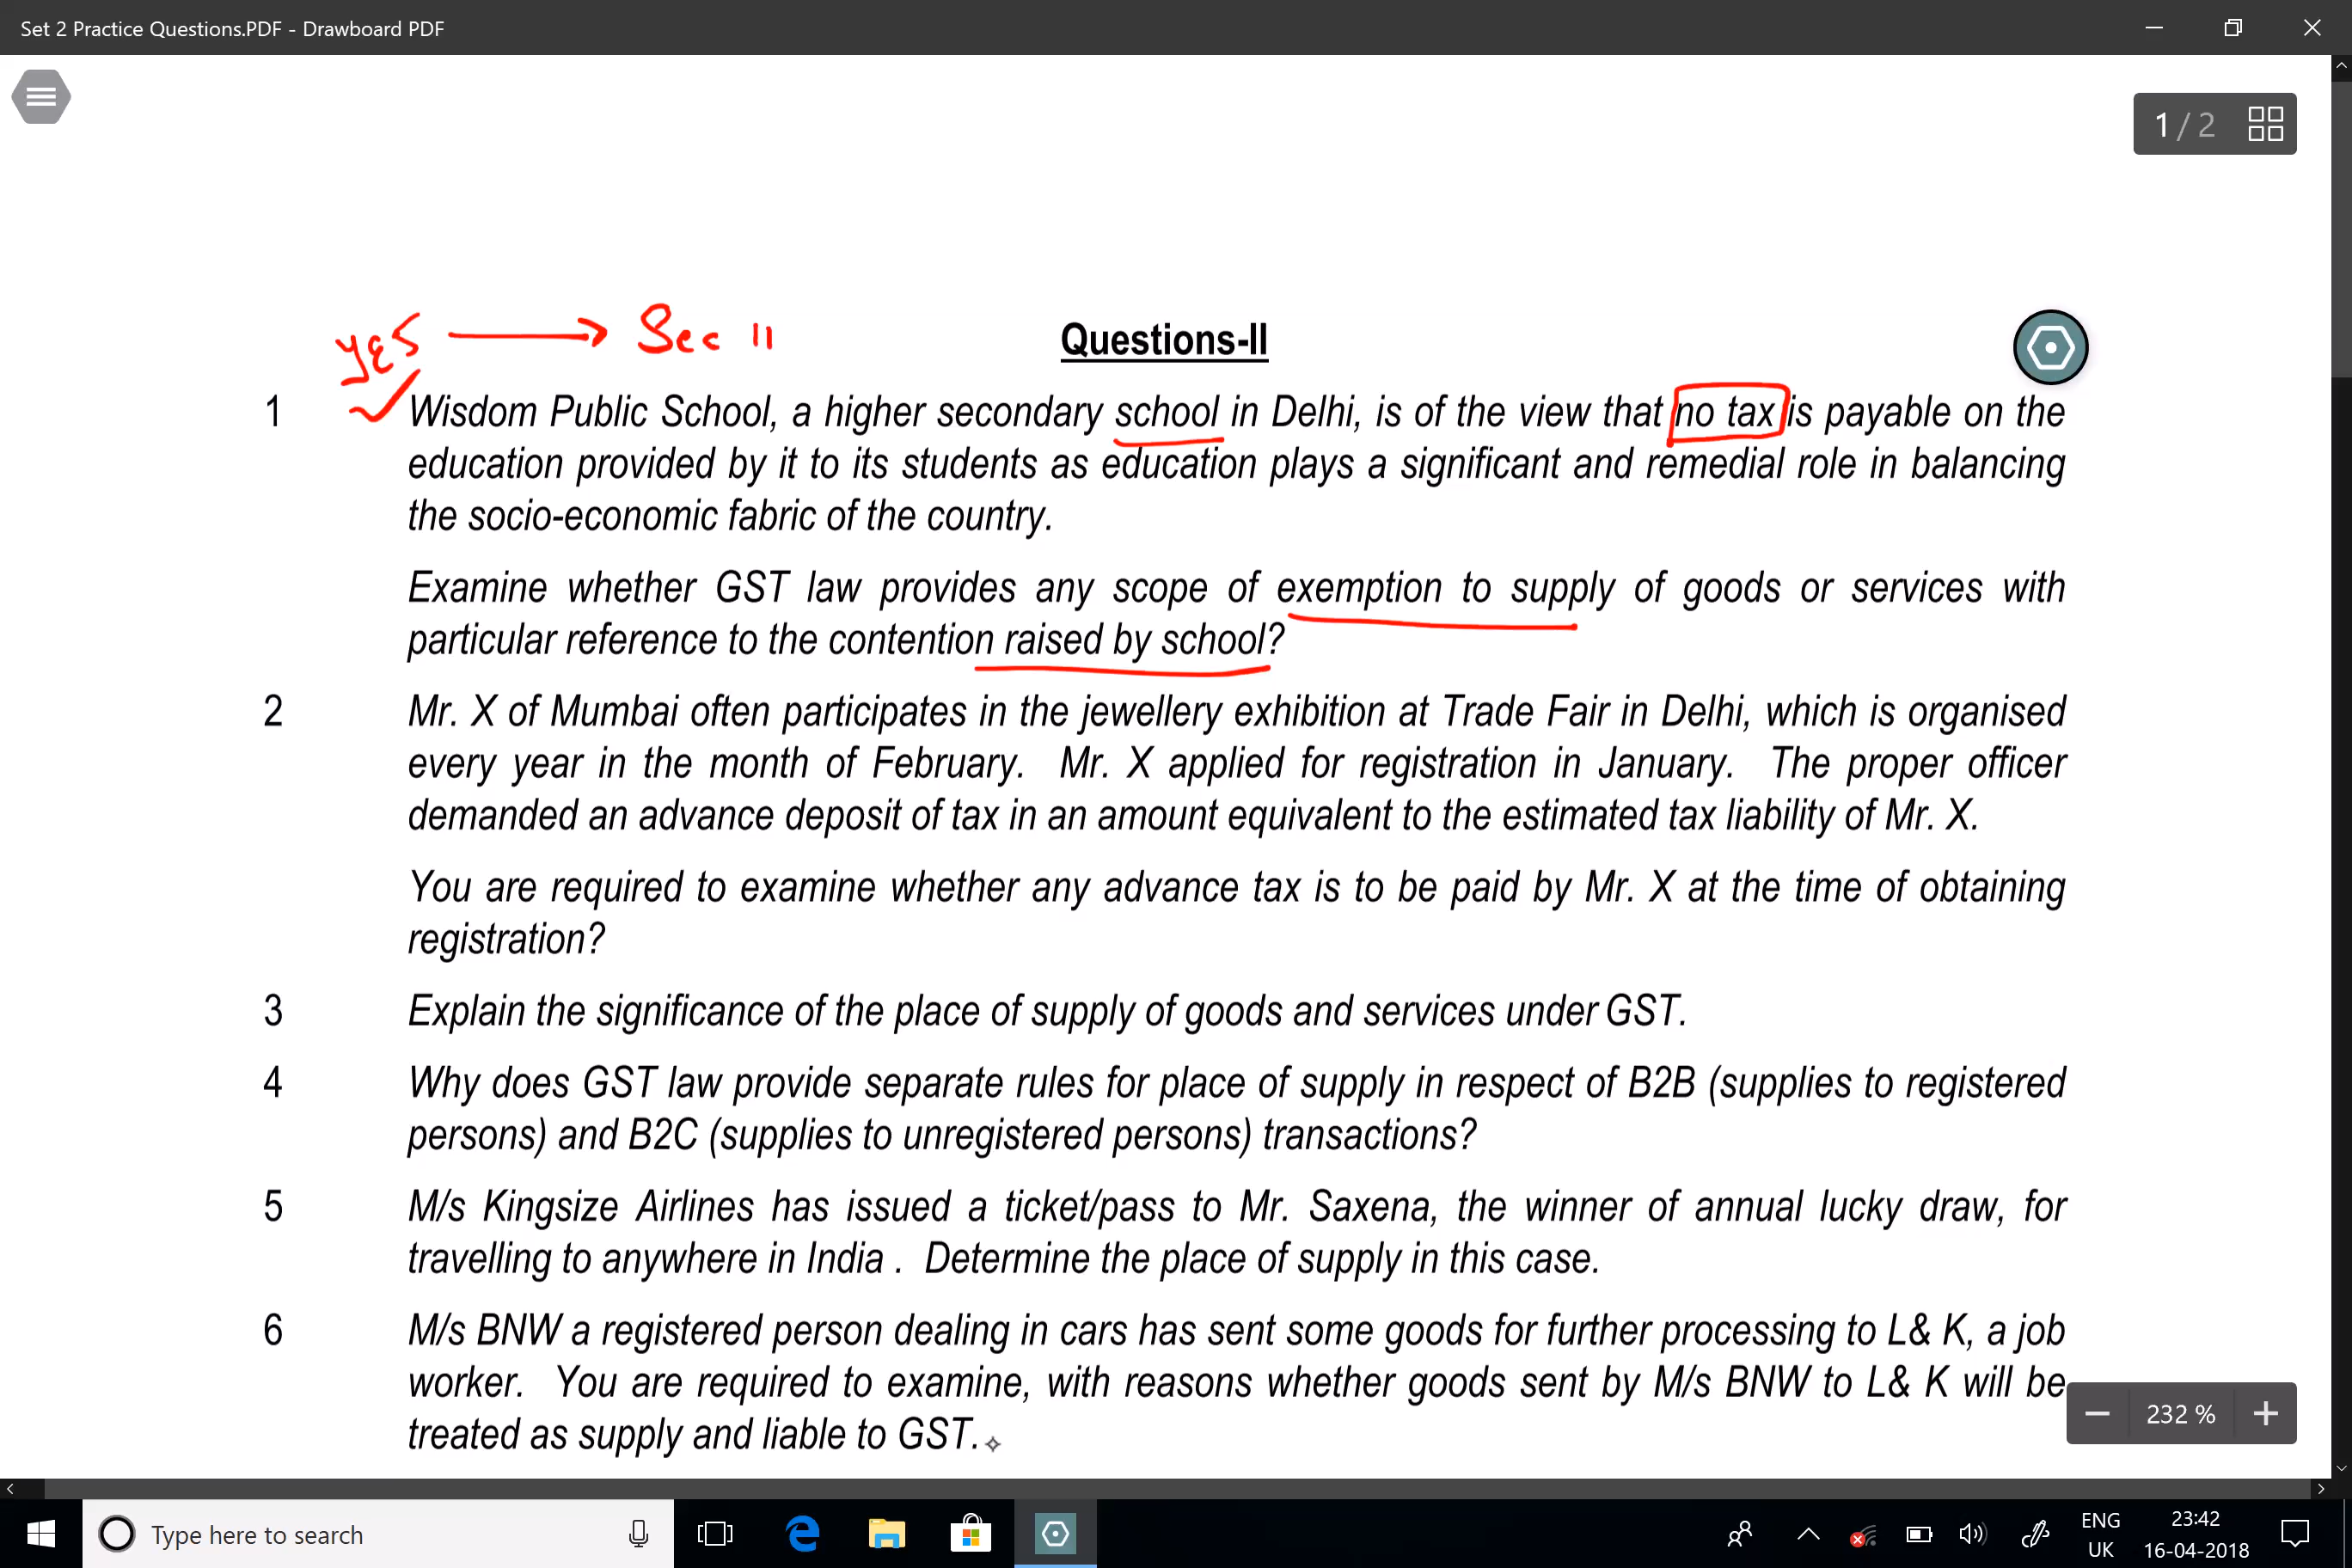 Set 2 Practice Questions.PDF - Drawboard PDF
1 / 2
YES → Sec 11
Questions-II
1 Wisdom Public School, a higher secondary school in Delhi, is of the view that no tax is payable on the
education provided by it to its students as education plays a significant and remedial role in balancing
the socio-economic fabric of the country.
Examine whether GST law provides any scope of exemption to supply of goods or services with
particular reference to the contention raised by school?
2 Mr. X of Mumbai often participates in the jewellery exhibition at Trade Fair in Delhi, which is organised
every year in the month of February. Mr. X applied for registration in January. The proper officer
demanded an advance deposit of tax in an amount equivalent to the estimated tax liability of Mr. X.
You are required to examine whether any advance tax is to be paid by Mr. X at the time of obtaining
registration?
3 Explain the significance of the place of supply of goods and services under GST.
4 Why does GST law provide separate rules for place of supply in respect of B2B (supplies to registered
persons) and B2C (supplies to unregistered persons) transactions?
5 M/s Kingsize Airlines has issued a ticket/pass to Mr. Saxena, the winner of annual lucky draw, for
travelling to anywhere in India . Determine the place of supply in this case.
6 M/s BNW a registered person dealing in cars has sent some goods for further processing to L& K, a job
worker. You are required to examine, with reasons whether goods sent by M/s BNW to L& K will be
treated as supply and liable to GST.
232 %
Type here to search
ENG
UK
23:42
16-04-2018